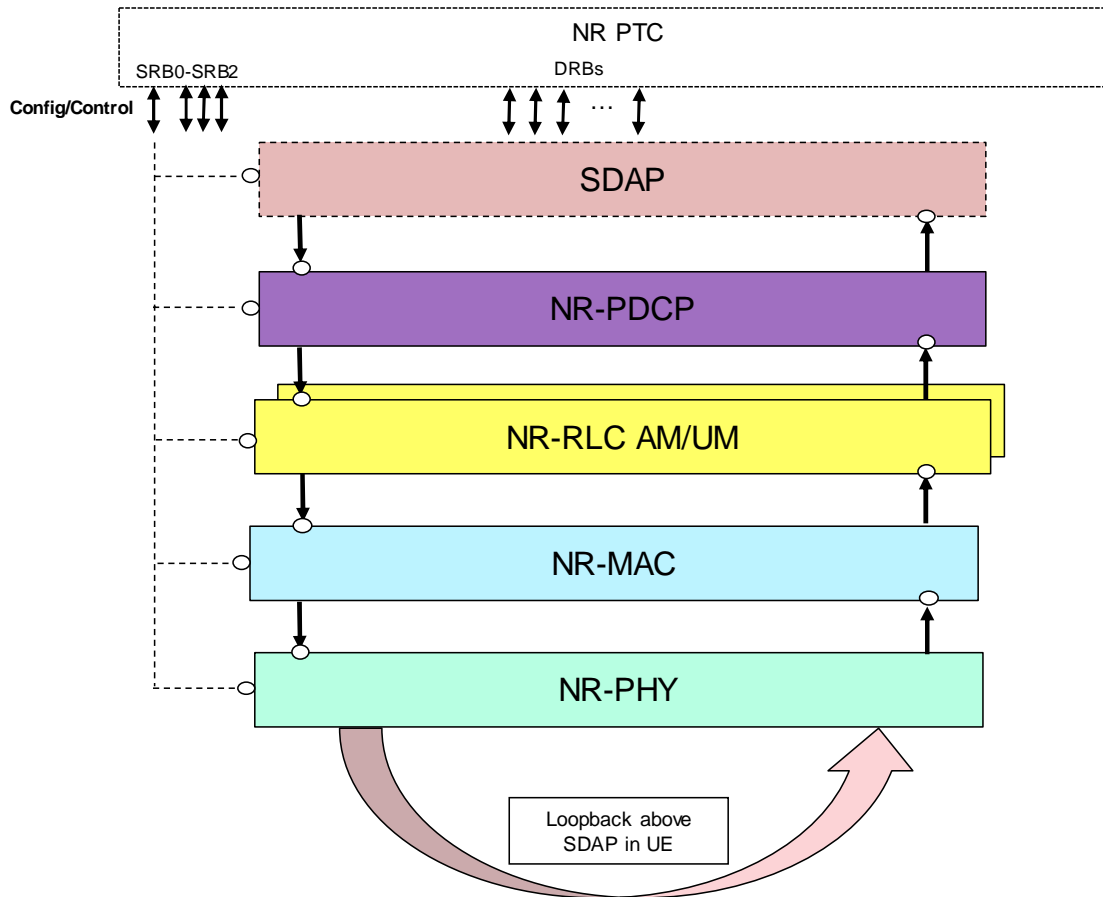 NR PTC
SRB0-SRB2
DRBs
Config/Control
...
SDAP
NR-PDCP
NR-RLC AM/UM
NR-MAC
NR-PHY
Loopback above
SDAP in UE